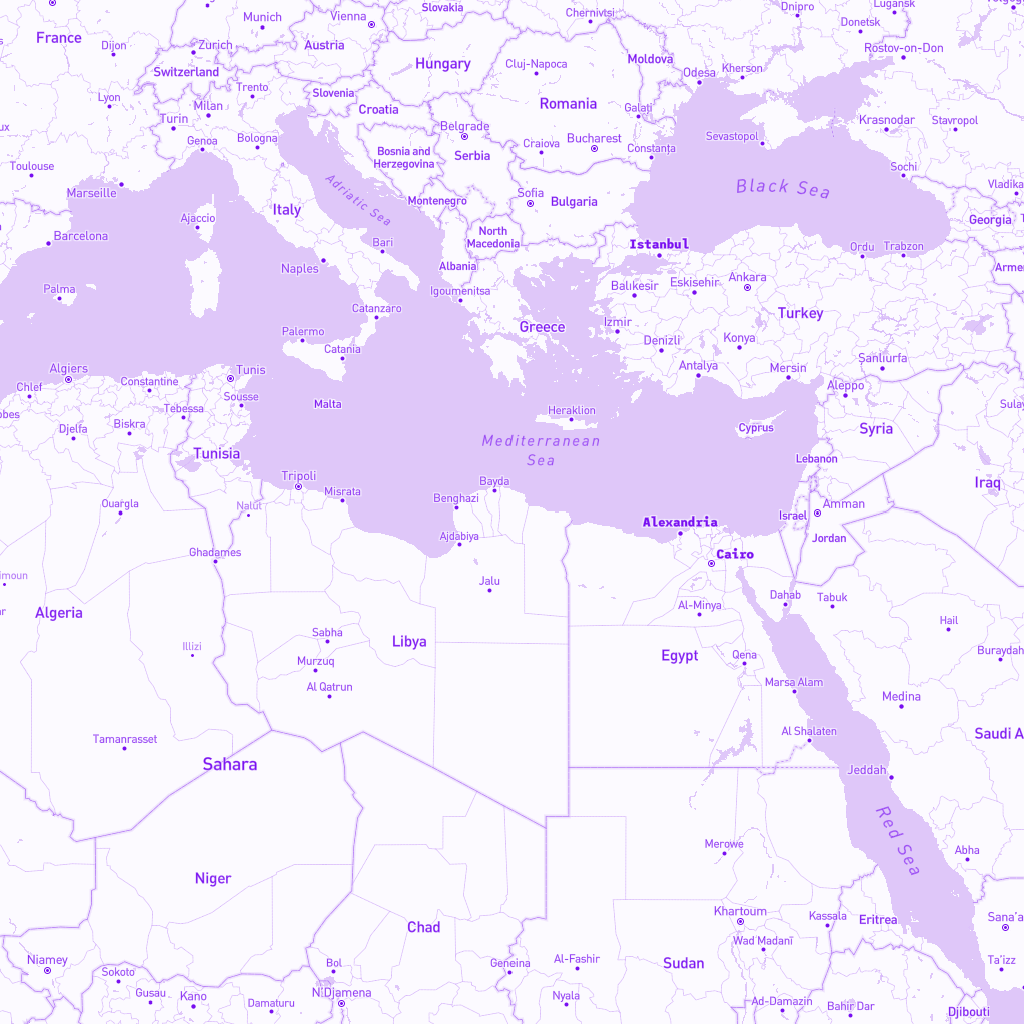 Slovakia
Munich
Vienna
Chernivtsi
Dnipro
Luhansk
Donetsk
France
Dijon
Zürich
Austria
Rostov-on-Don
Switzerland
Hungary
Cluj-Napoca
Moldova
Odesa
Kherson
Lyon
Trento
Slovenia
Milan
Croatia
Romania
Galați
Turin
Belgrade
Krasnodar
Stavropol
Genoa
Bologna
Bosnia and
Herzegovina
Serbia
Craiova
Bucharest
Constanța
Sevastopol
Toulouse
Sochi
Marseille
Adriatic Sea
Montenegro
Sofia
Bulgaria
Black Sea
Vladika
Ajaccio
Italy
Georgia
Barcelona
Bari
North
Macedonia
Istanbul
Ordu
Trabzon
Naples
Albania
Armen
Palma
Igoumenitsa
Balıkesir
Eskisehir
Ankara
Catanzaro
Greece
Izmir
Turkey
Palermo
Catania
Denizli
Konya
Algiers
Tunis
Antalya
Mersin
Sanlıurfa
Chlef
Constantine
Sousse
Malta
Aleppo
Tebessa
Heraklion
Djelfa
Biskra
Cyprus
Syria
Mediterranean
Sea
Tunisia
Lebanon
Tripoli
Misrata
Bayda
Iraq
Ouargla
Nalut
Benghazi
Israel
Amman
Alexandria
Jordan
Ghadames
Ajdabiya
Cairo
Jalu
Dahab
Tabuk
Algeria
Al-Minya
Hail
Illizi
Sabha
Libya
Egypt
Qena
Buraydah
Murzuq
Al Qatrun
Marsa Alam
Medina
Tamanrasset
Al Shalaten
Saudi A
Sahara
Jeddah
Red Sea
Merowe
Abha
Niger
Chad
Khartoum
Kassala
Eritrea
Sana'a
Niamey
Sokoto
Bol
Geneina
Al-Fashir
Wad Madanī
Sudan
Ta'izz
Gusau
Kano
Damaturu
N'Djamena
Nyala
Ad-Damazin
Bahir Dar
Djibouti